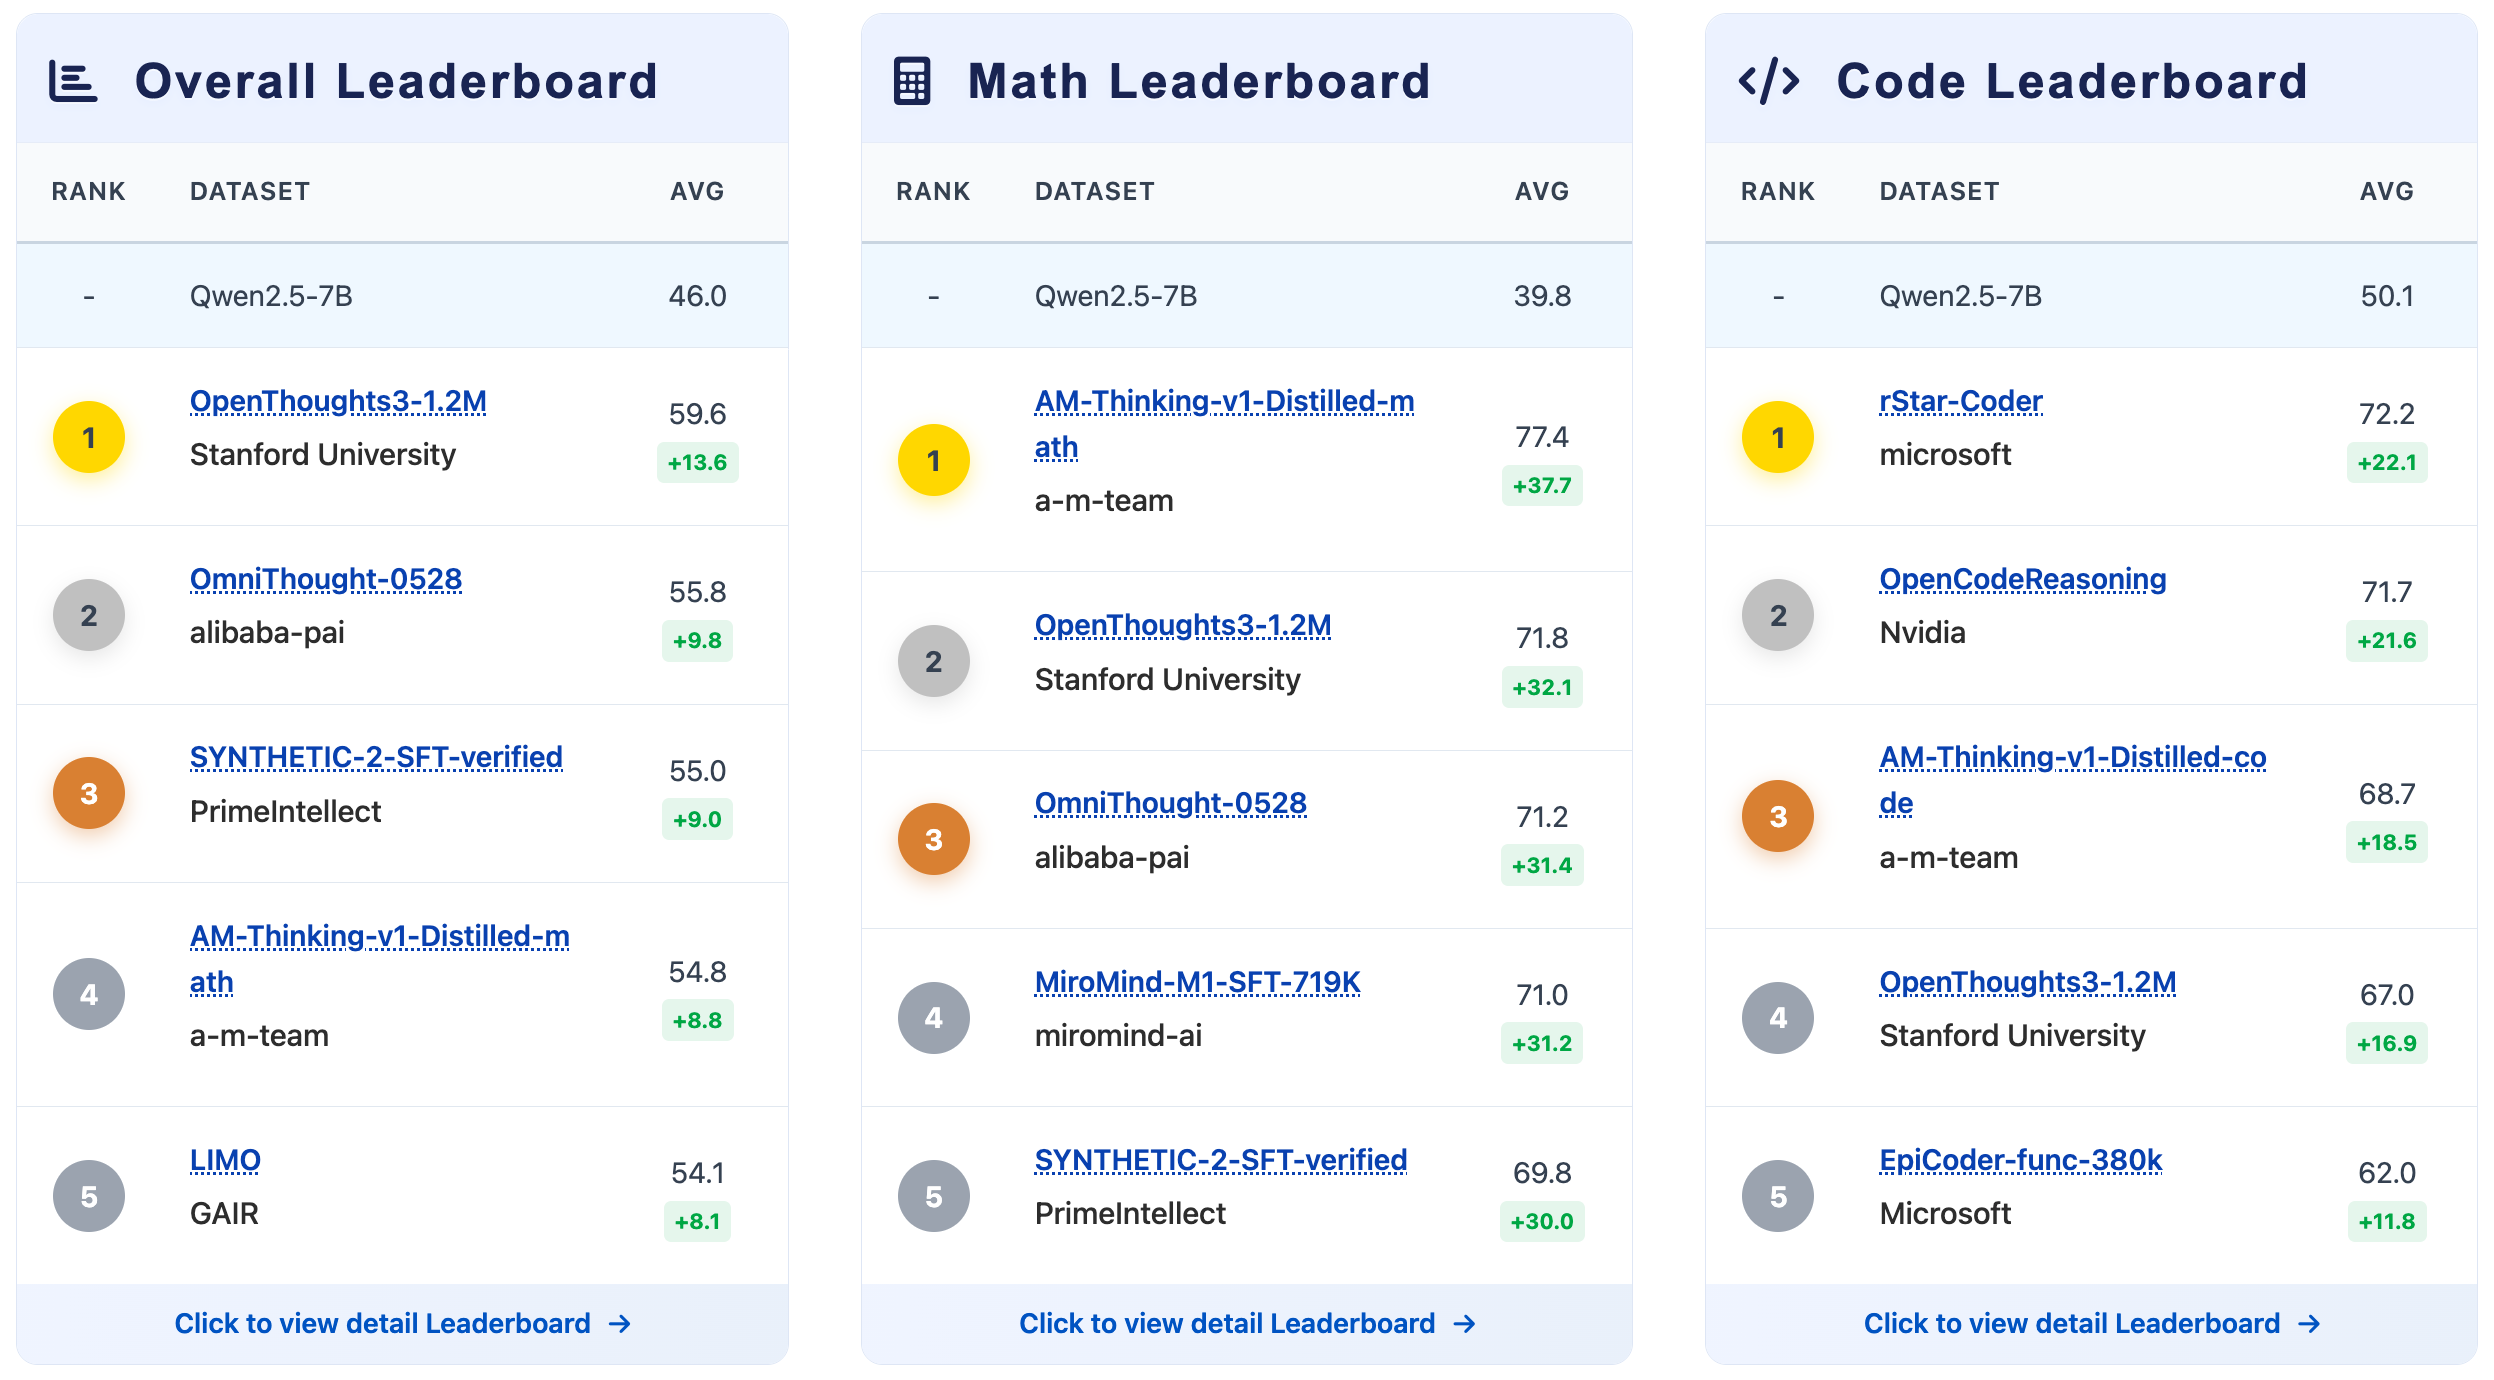 Overall Leaderboard
RANK DATASET AVG
- Qwen2.5-7B 46.0
1
OpenThoughts3-1.2M
Stanford University
59.6
+13.6
2
OmniThought-0528
alibaba-pai
55.8
+9.8
3
SYNTHETIC-2-SFT-verified
PrimeIntellect
55.0
+9.0
4
AM-Thinking-v1-Distilled-m
ath
a-m-team
54.8
+8.8
5
LIMO
GAIR
54.1
+8.1
Click to view detail Leaderboard →
Math Leaderboard
RANK DATASET AVG
- Qwen2.5-7B 39.8
1
AM-Thinking-v1-Distilled-m
ath
a-m-team
77.4
+37.7
2
OpenThoughts3-1.2M
Stanford University
71.8
+32.1
3
OmniThought-0528
alibaba-pai
71.2
+31.4
4
MiroMind-M1-SFT-719K
miromind-ai
71.0
+31.2
5
SYNTHETIC-2-SFT-verified
PrimeIntellect
69.8
+30.0
Click to view detail Leaderboard →
Code Leaderboard
RANK DATASET AVG
- Qwen2.5-7B 50.1
1
rStar-Coder
microsoft
72.2
+22.1
2
OpenCodeReasoning
Nvidia
71.7
+21.6
3
AM-Thinking-v1-Distilled-co
de
a-m-team
68.7
+18.5
4
OpenThoughts3-1.2M
Stanford University
67.0
+16.9
5
EpiCoder-func-380k
Microsoft
62.0
+11.8
Click to view detail Leaderboard →